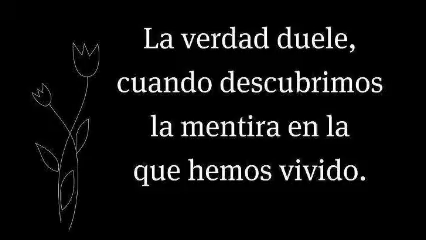 La verdad duele,
cuando descubrimos
la mentira en la
que hemos vivido.